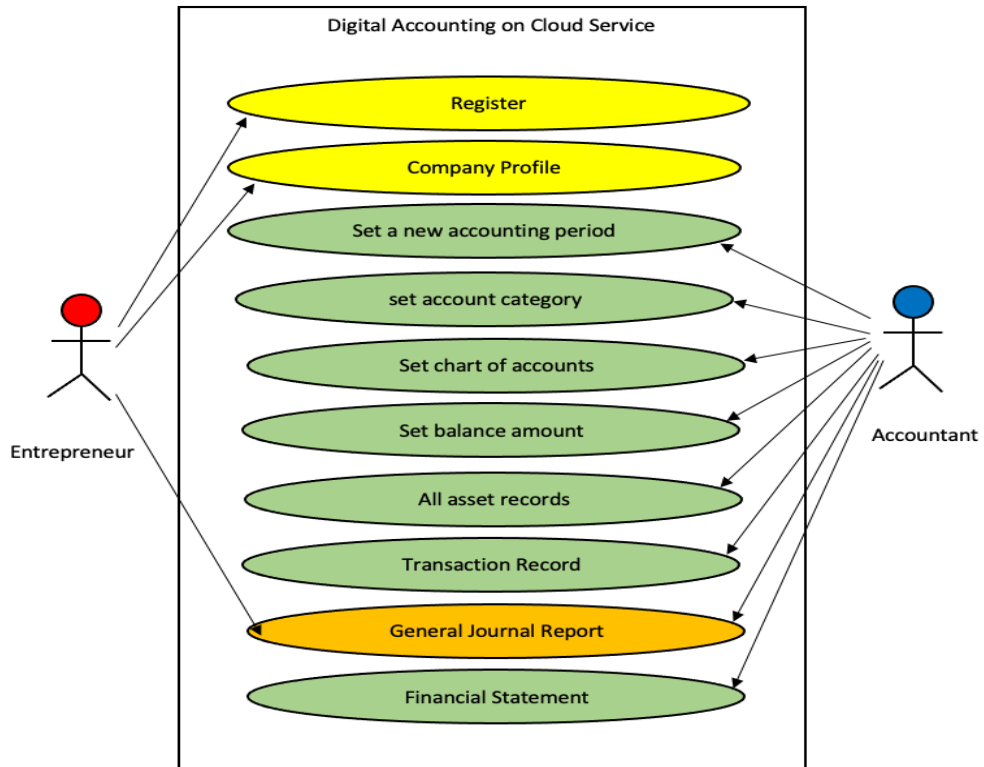 Digital Accounting on Cloud Service
Register
Company Profile
Set a new accounting period
set account category
Set chart of accounts
Set balance amount
Entrepreneur
Accountant
All asset records
Transaction Record
General Journal Report
Financial Statement